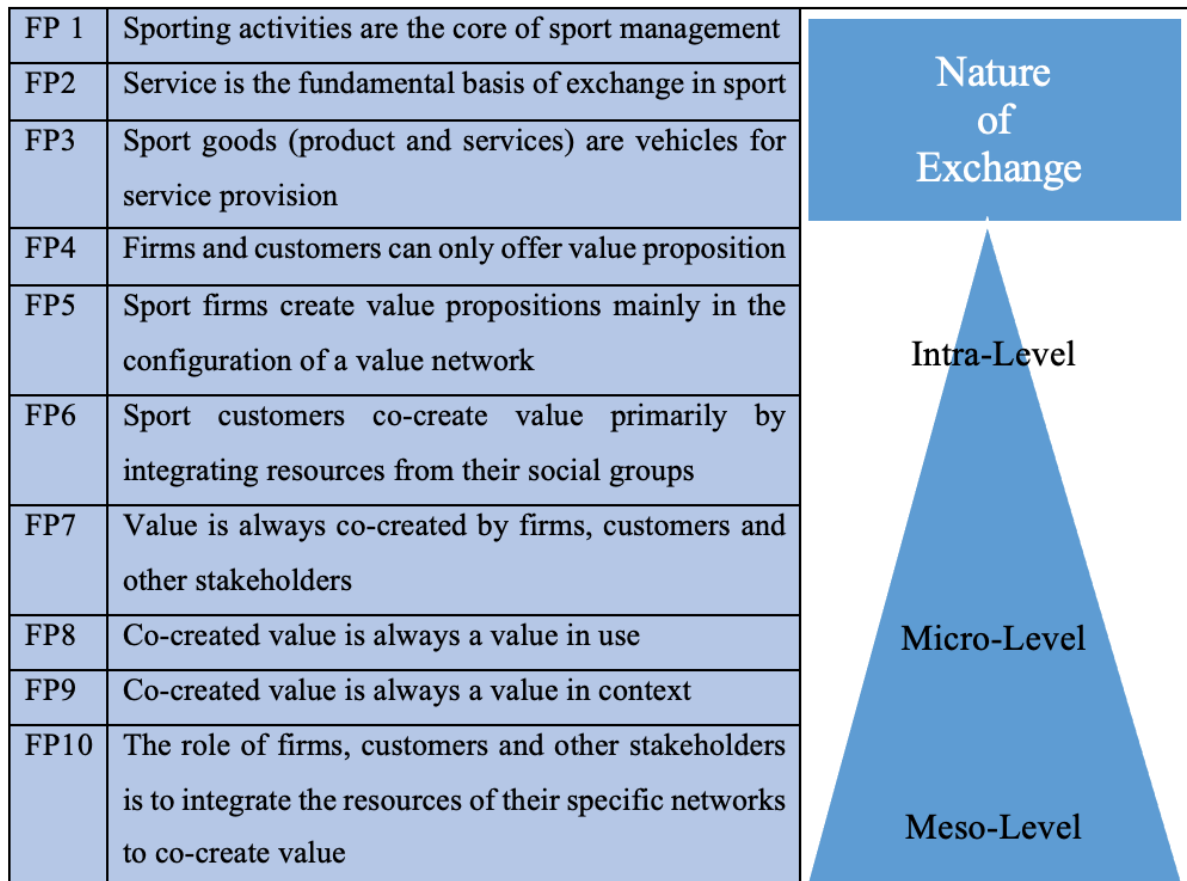 FP 1 Sporting activities are the core of sport management
FP2 Service is the fundamental basis of exchange in sport
FP3 Sport goods (product and services) are vehicles for
service provision
FP4 Firms and customers can only offer value proposition
FP5 Sport firms create value propositions mainly in the
configuration of a value network
FP6 Sport customers co-create value primarily by
integrating resources from their social groups
FP7 Value is always co-created by firms, customers and
other stakeholders
FP8 Co-created value is always a value in use
FP9 Co-created value is always a value in context
FP10 The role of firms, customers and other stakeholders
is to integrate the resources of their specific networks
to co-create value
Nature
of
Exchange
Intra-Level
Micro-Level
Meso-Level